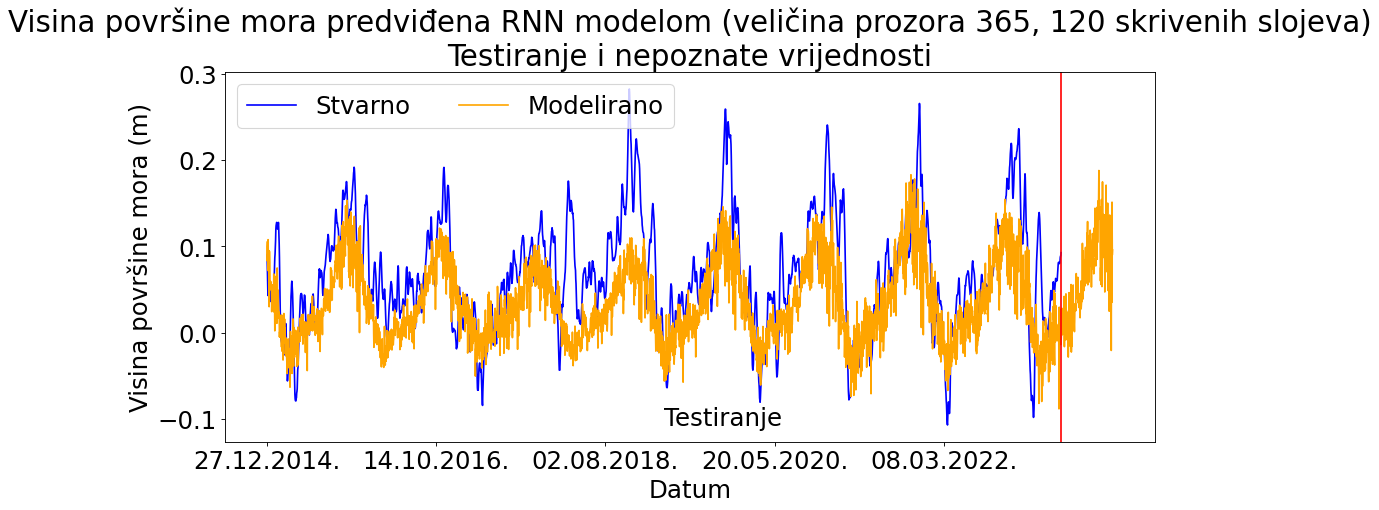 Visina površine mora predviđena RNN modelom (veličina prozora 365, 120 skrivenih slojeva)
Testiranje i nepoznate vrijednosti
Stvarno Modelirano
Visina površine mora (m)
0.3
0.2
0.1
0.0
−0.1
Testiranje
27.12.2014. 14.10.2016. 02.08.2018. 20.05.2020. 08.03.2022.
Datum